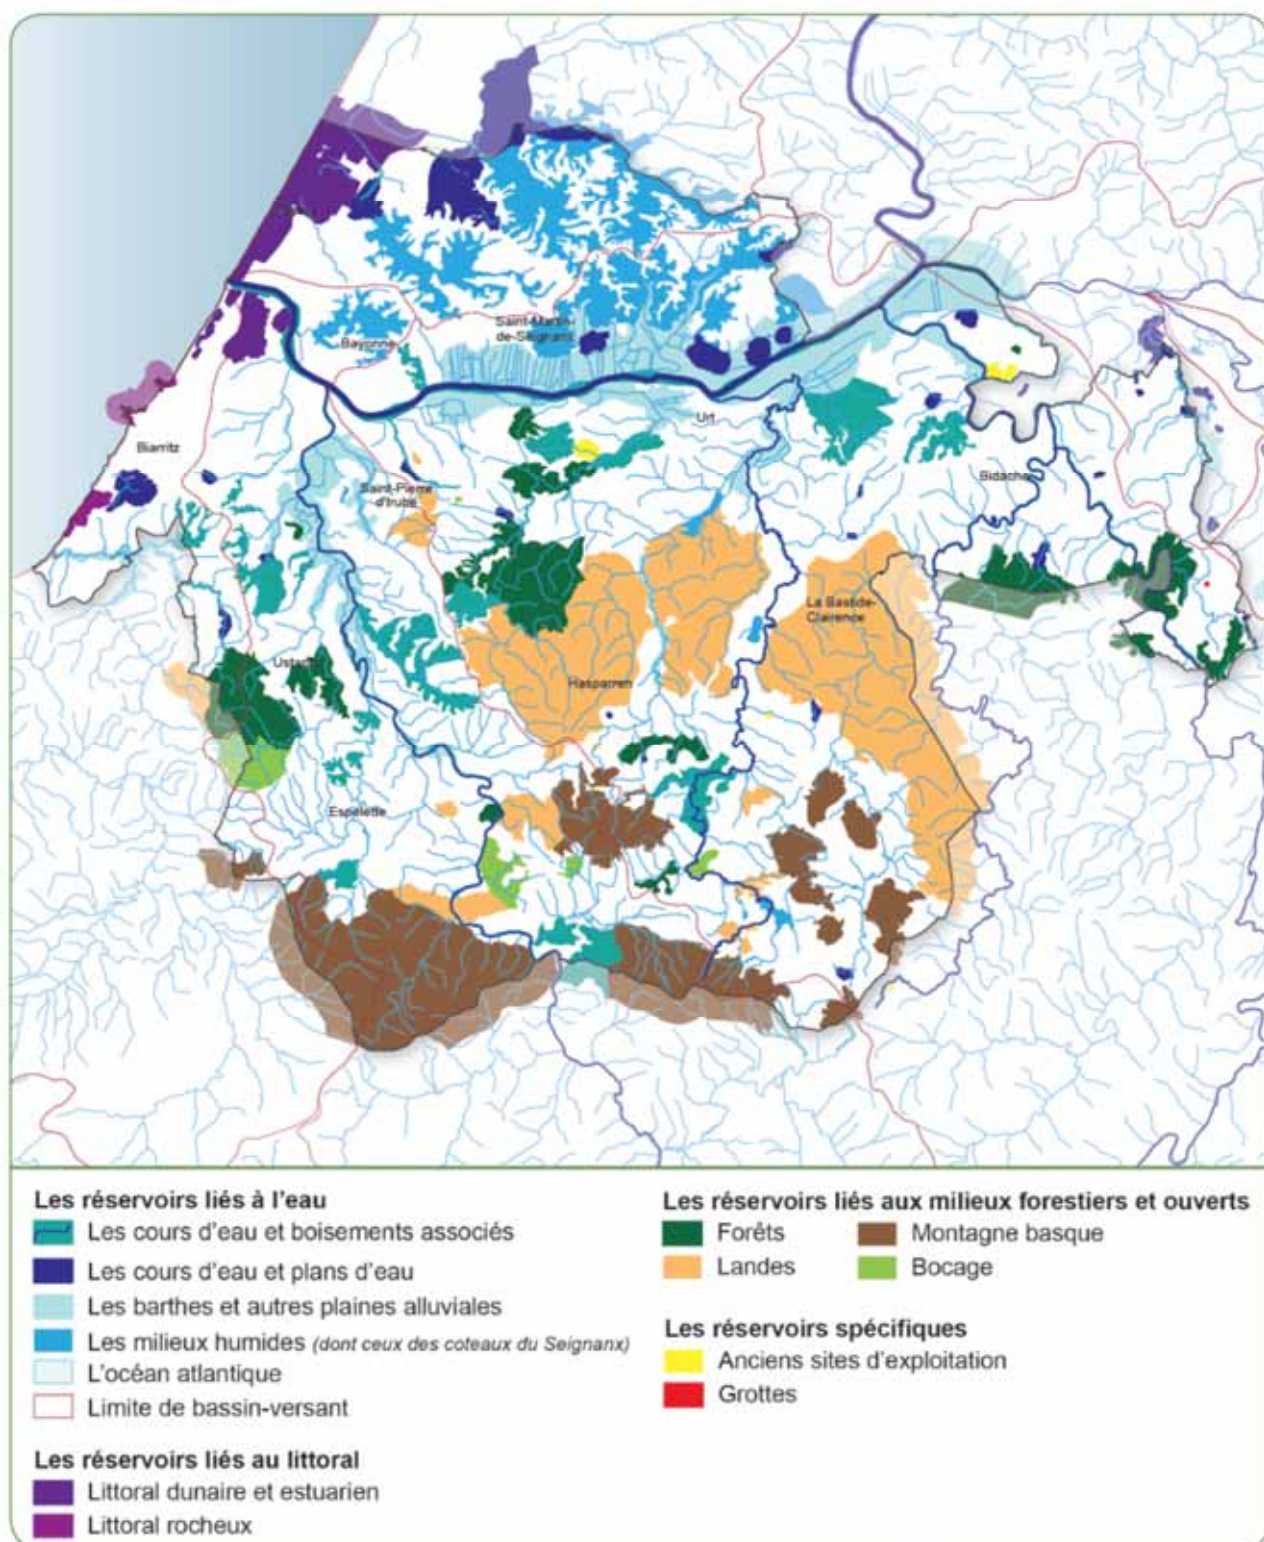 Saint-Martin-
de-Seignanx
Bayonne
Urt
Biarritz
Bidache
Saint-Pierre
d'Irube
La Bastide-
Clairence
Ustaritz
Hasparren
Espelette
Les réservoirs liés à l'eau
Les cours d'eau et boisements associés
Les cours d'eau et plans d'eau
Les barthes et autres plaines alluviales
Les milieux humides (dont ceux des coteaux du Seignanx)
L'océan atlantique
Limite de bassin-versant
Les réservoirs liés au littoral
Littoral dunaire et estuarien
Littoral rocheux
Les réservoirs liés aux milieux forestiers et ouverts
Forêts
Montagne basque
Landes
Bocage
Les réservoirs spécifiques
Anciens sites d'exploitation
Grottes